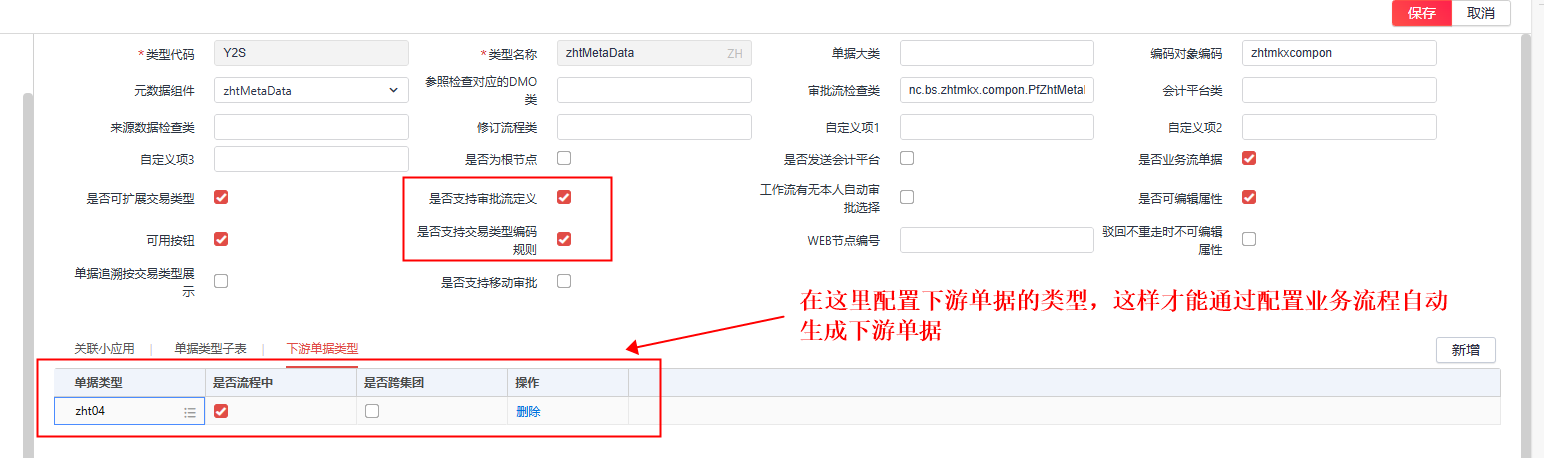 保存 取消
*类型代码 Y2S *类型名称 zhtMetaData ZH 单据大类 编码对象编码 zhtmkxcompon
元数据组件 zhtMetaData 参照检查对应的DMO
类 审批流检查类 nc.bs.zhtmkx.compon.PfZhtMetal 会计平台类
来源数据检查类 修订流程类 自定义项1 自定义项2
自定义项3 是否为根节点 是否发送会计平台 是否业务流单据
是否可扩展交易类型 是否支持审批流定义 工作流有无本人自动审
批选择 是否可编辑属性
可用按钮 是否支持交易类型编码
规则 WEB节点编号 驳回不重走时不可编辑
属性
单据追溯按交易类型展
示 是否支持移动审批
在这里配置下游单据的类型，这样才能通过配置业务流程自动
生成下游单据
关联小应用 | 单据类型子表 | 下游单据类型 新增
单据类型 是否流程中 是否跨集团 操作
zht04 删除